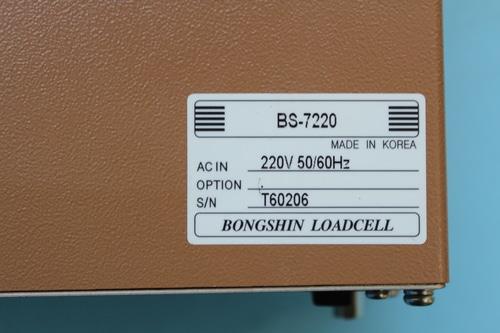 BS-7220
MADE IN KOREA
AC IN 220V 50/60Hz
OPTION
S/N T60206
BONGSHIN LOADCELL